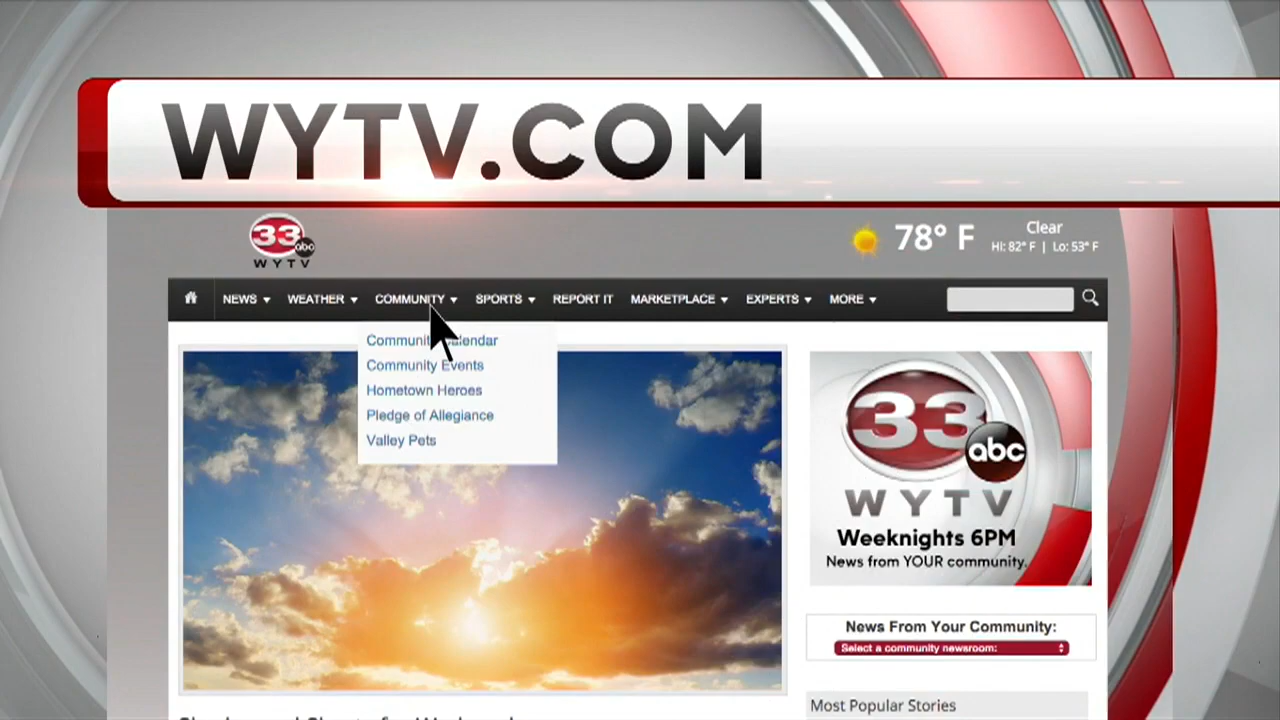 WYTV.COM
33 abc
WYTV
78° F
Clear
Hi: 82° F | Lo: 53° F
NEWS WEATHER COMMUNITY SPORTS REPORT IT MARKETPLACE EXPERTS MORE
Community Calendar
Community Events
Hometown Heroes
Pledge of Allegiance
Valley Pets
33 abc
WYTV
Weeknights 6PM
News from YOUR community.
News From Your Community:
Select a community newsroom:
Most Popular Stories